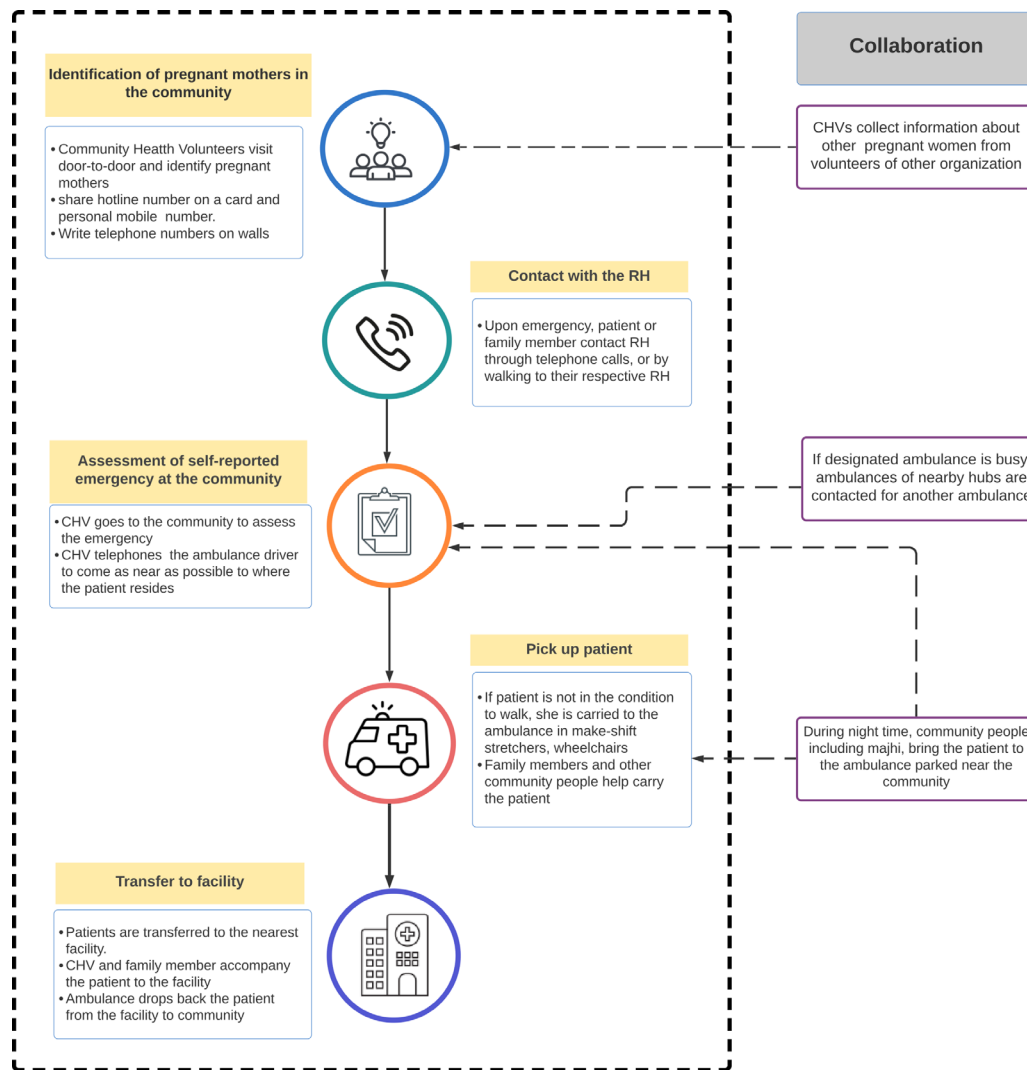 Collaboration
Identification of pregnant mothers in
the community
• Community Heatth Volunteers visit
door-to-door and identify pregnant
mothers
• share hotline number on a card and
personal mobile number.
• Write telephone numbers on walls
CHVs collect information about
other pregnant women from
volunteers of other organization
Contact with the RH
• Upon emergency, patient or
family member contact RH
through telephone calls, or by
walking to their respective RH
Assessment of self-reported
emergency at the community
• CHV goes to the community to assess
the emergency
• CHV telephones the ambulance driver
to come as near as possible to where
the patient resides
If designated ambulance is busy
ambulances of nearby hubs are
contacted for another ambulance
Pick up patient
• If patient is not in the condition
to walk, she is carried to the
ambulance in make-shift
stretchers, wheelchairs
• Family members and other
community people help carry
the patient
During night time, community people
including majhi, bring the patient to
the ambulance parked near the
community
Transfer to facility
• Patients are transferred to the nearest
facility.
• CHV and family member accompany
the patient to the facility
• Ambulance drops back the patient
from the facility to community